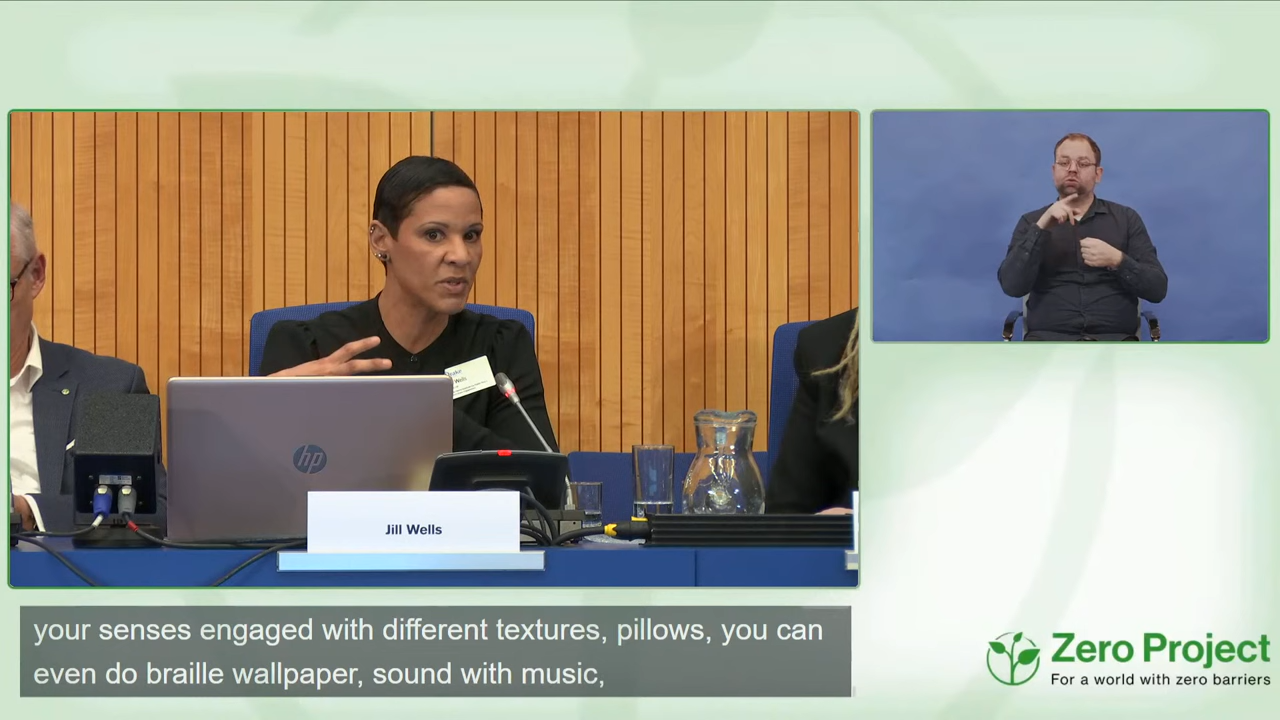 Wells
hp
Jill Wells
your senses engaged with different textures, pillows, you can
even do braille wallpaper, sound with music,
Zero Project
For a world with zero barriers